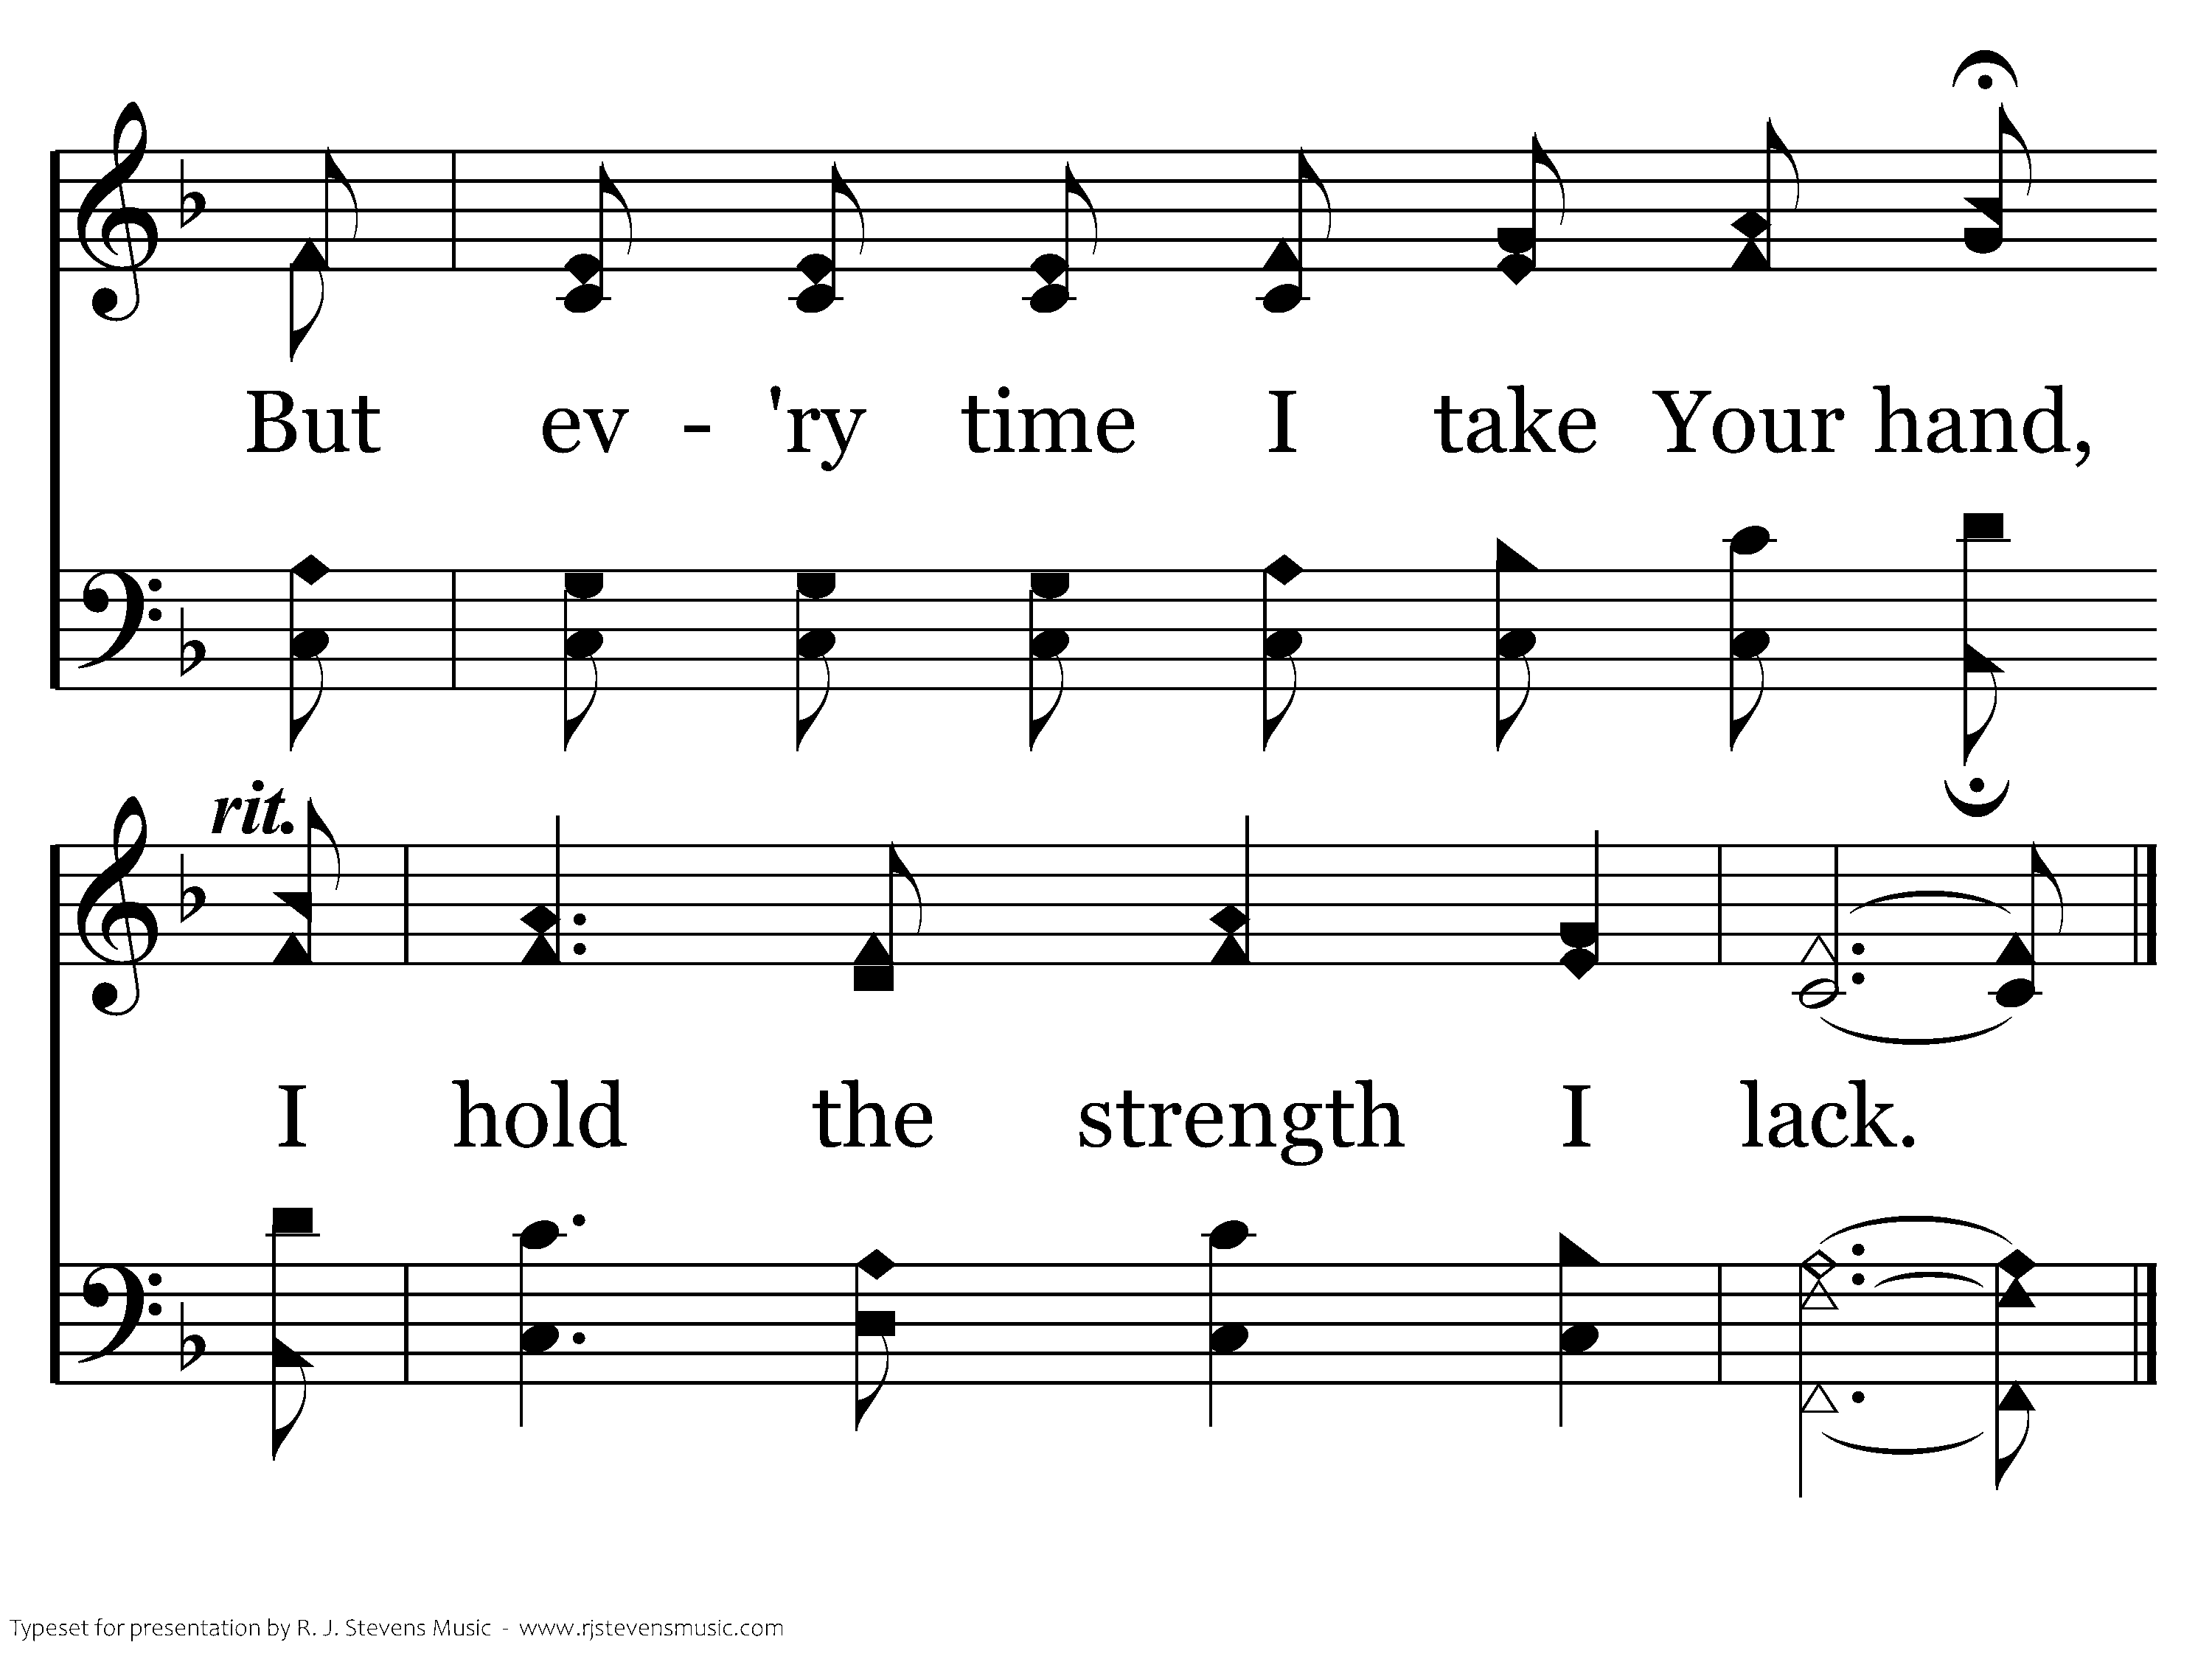 But ev - 'ry time I take Your hand,
rit.
I hold the strength I lack.
Typeset for presentation by R. J. Stevens Music - www.rjstevensmusic.com